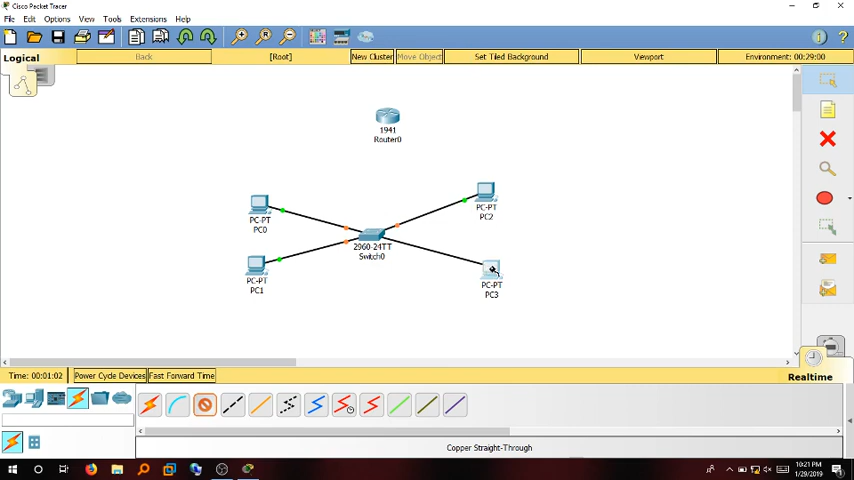 Cisco Packet Tracer
File Edit Options View Tools Extensions Help
Logical Back [Root] New Cluster Move Object Set Tiled Background Viewport Environment: 00:29:00
1941
Router0
PC-PT
PC0
PC-PT
PC2
2960-24TT
Switch0
PC-PT
PC1
PC-PT
PC3
Time: 00:01:02 Power Cycle Devices Fast Forward Time Realtime
Copper Straight-Through
10:21 PM
1/29/2019